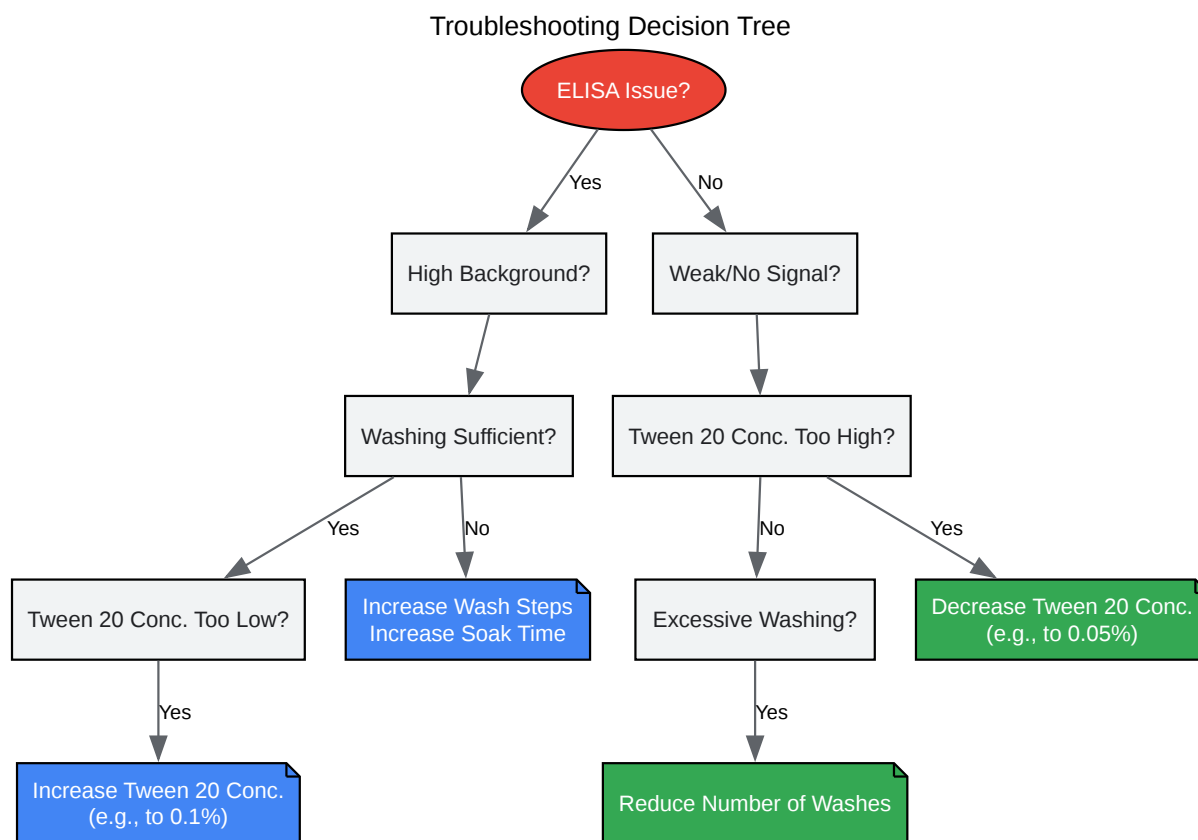 Troubleshooting Decision Tree
ELISA Issue?
Yes
No
High Background?
Weak/No Signal?
Washing Sufficient?
Tween 20 Conc. Too High?
Yes
No
No
Yes
Tween 20 Conc. Too Low?
Increase Wash Steps
Increase Soak Time
Excessive Washing?
Decrease Tween 20 Conc.
(e.g., to 0.05%)
Yes
Yes
Increase Tween 20 Conc.
(e.g., to 0.1%)
Reduce Number of Washes